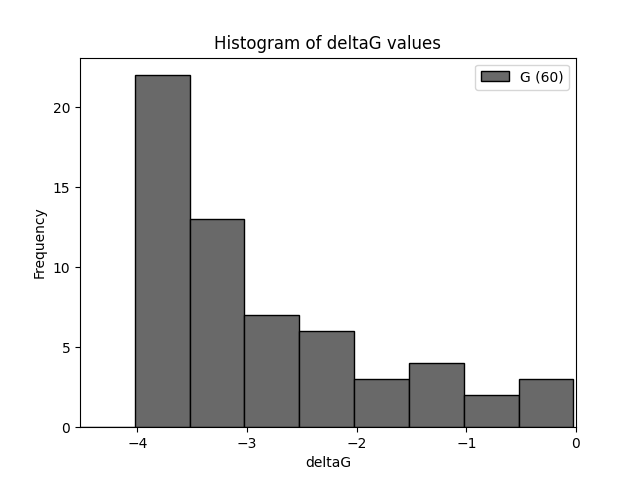 Histogram of deltaG values
G (60)
20
15
10
5
0
Frequency
−4
−3
−2
−1
0
deltaG